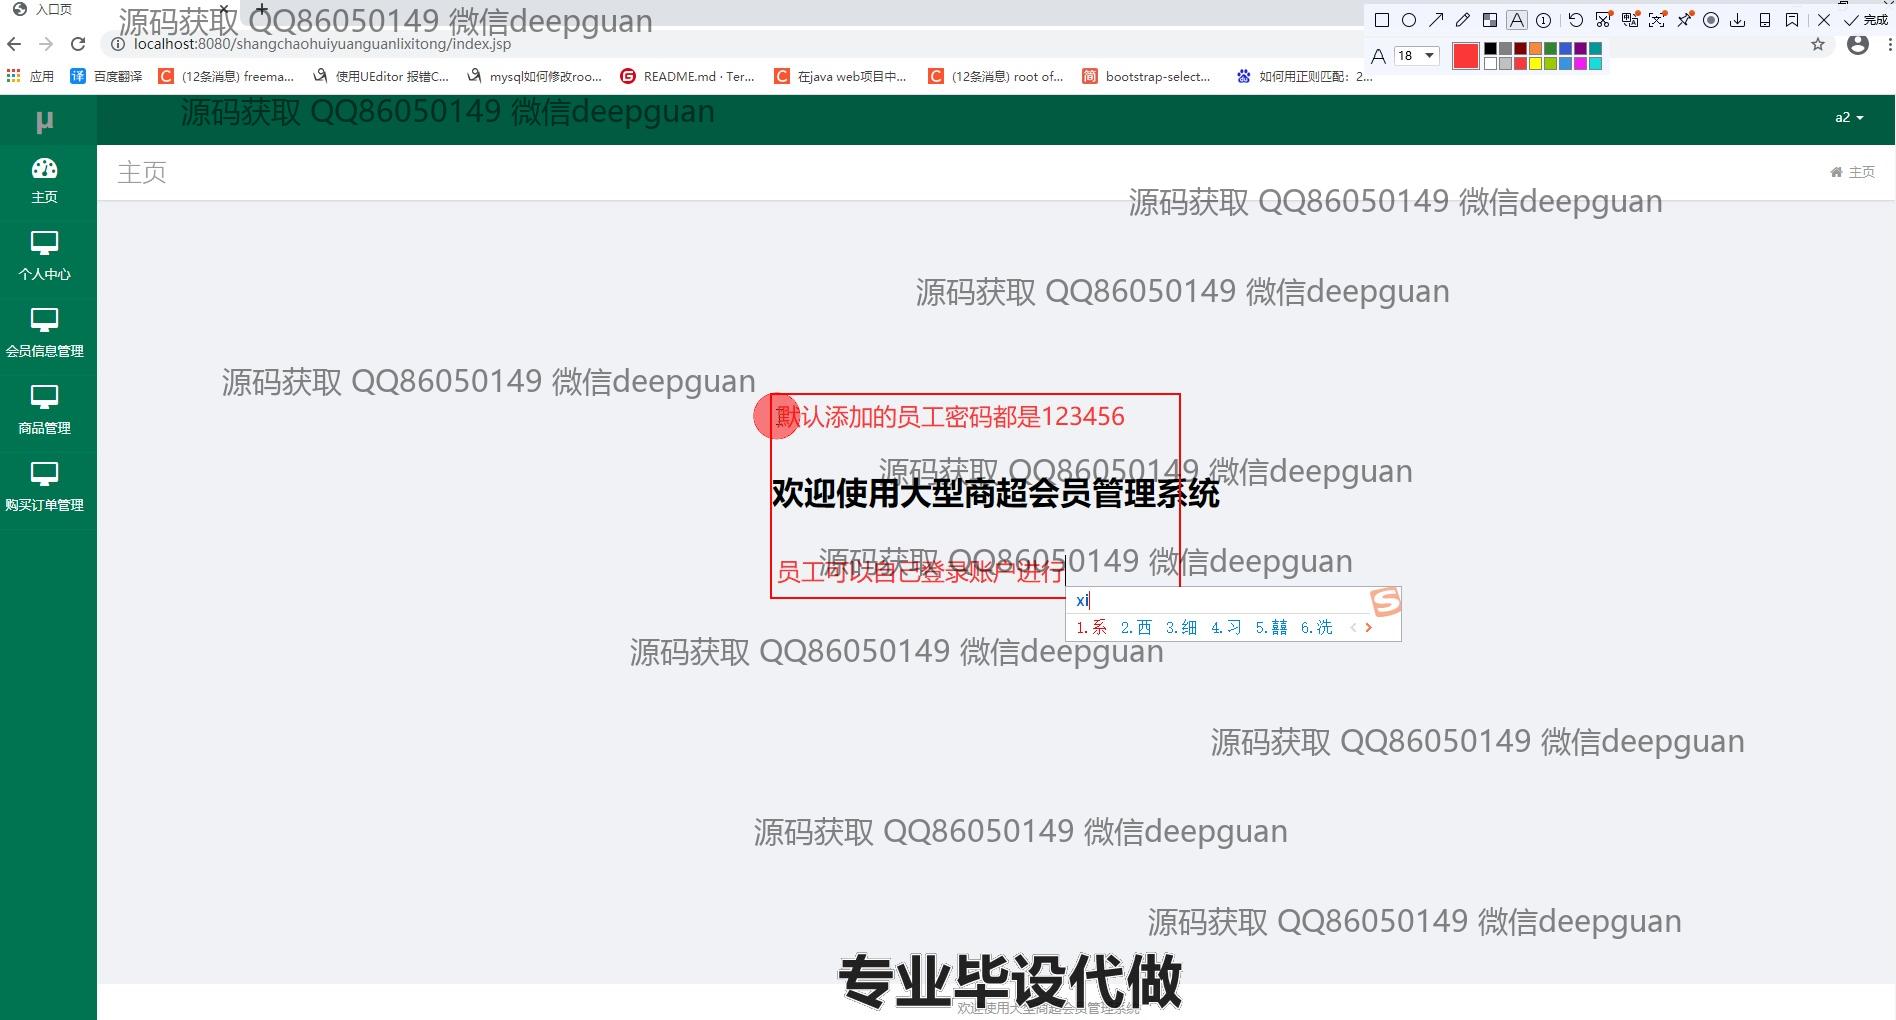 入口页
源码获取 QQ86050149 微信deepguan
完成
localhost:8080/shangchaohuiyuanguanlixitong/index.jsp
A 18
应用 百度翻译 (12条消息) freema... 使用UEditor 报错C... mysql如何修改roo... README.md · Ter... 在java web项目中... (12条消息) root of... bootstrap-select... 如何用正则匹配：2...
源码获取 QQ86050149 微信deepguan
μ
a2
主页
主页
主页
源码获取 QQ86050149 微信deepguan
个人中心
源码获取 QQ86050149 微信deepguan
会员信息管理
源码获取 QQ86050149 微信deepguan
商品管理
默认添加的员工密码都是123456
源码获取 QQ86050149 微信deepguan
欢迎使用大型商超会员管理系统
购买订单管理
源码获取 QQ86050149 微信deepguan
员工可以自己登录账户进行
xi
1.系 2.西 3.细 4.习 5.囍 6.洗
源码获取 QQ86050149 微信deepguan
源码获取 QQ86050149 微信deepguan
源码获取 QQ86050149 微信deepguan
源码获取 QQ86050149 微信deepguan
专业毕设代做
欢迎使用大型商超会员管理系统